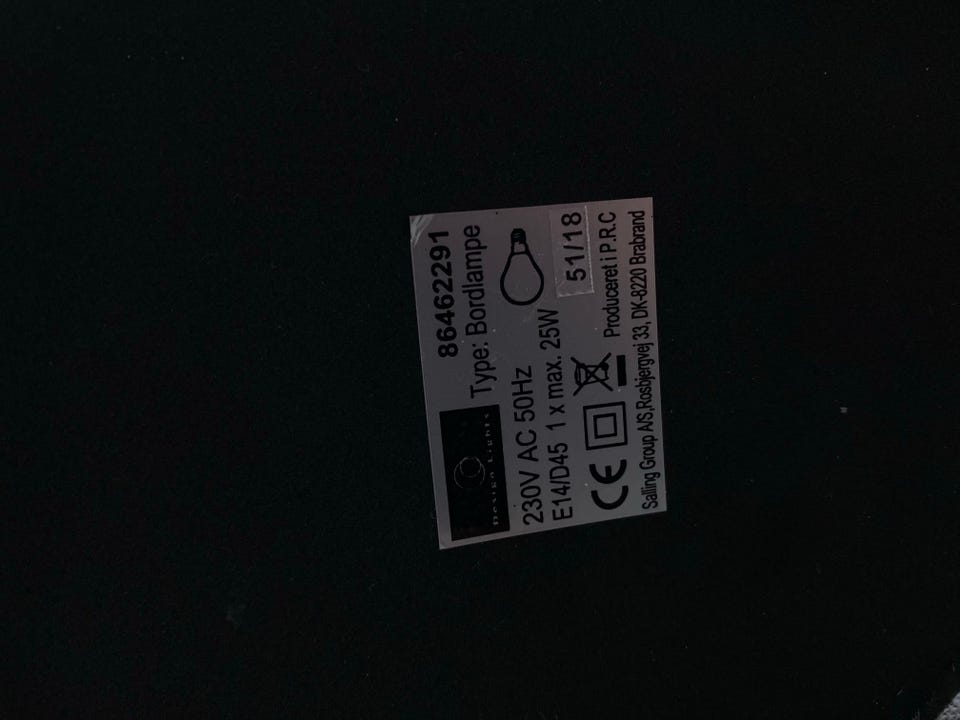 86462291
Type: Bordlampe
Design Lights
230V AC 50Hz
E14/D45 1 x max. 25W
51/18
CE
Produceret i P.R.C
Salling Group A/S,Rosbjergvej 33, DK-8220 Brabrand